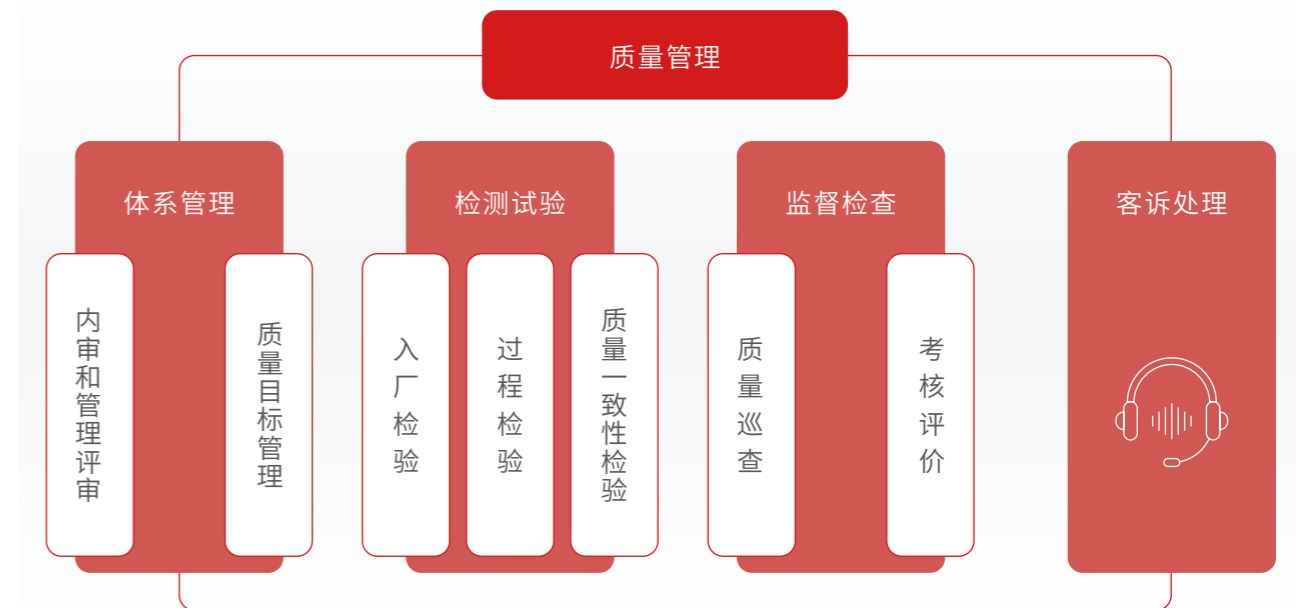 质量管理
体系管理
内审和管理评审
质量目标管理
检测试验
入厂检验
过程检验
质量一致性检验
监督检查
质量巡查
考核评价
客诉处理